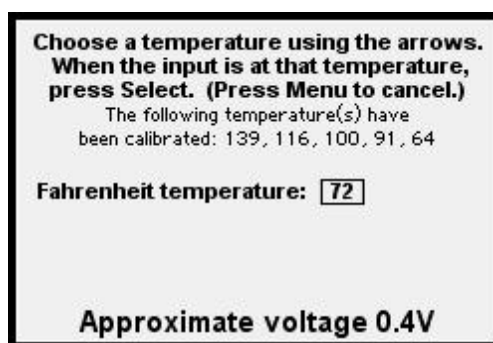 Choose a temperature using the arrows.
When the input is at that temperature,
press Select. (Press Menu to cancel.)
The following temperature(s) have
been calibrated: 139, 116, 100, 91, 64
Fahrenheit temperature: 72
Approximate voltage 0.4V